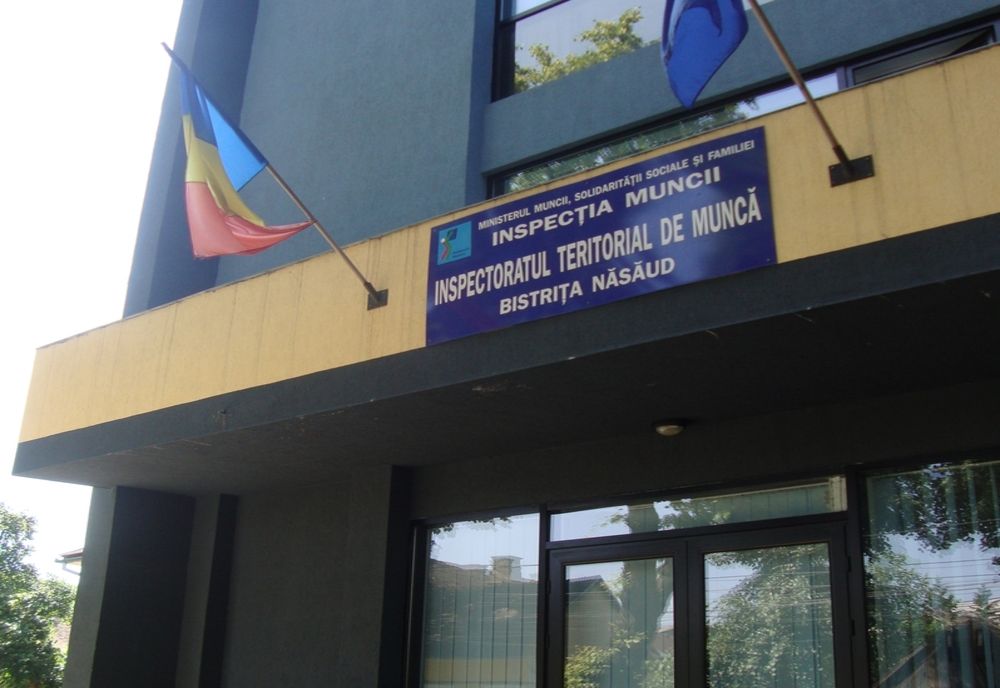 MINISTERUL MUNCII, SOLIDARITĂȚII SOCIALE ȘI FAMILIEI
INSPECȚIA MUNCII
INSPECTORATUL TERITORIAL DE MUNCĂ
BISTRIȚA NĂSĂUD